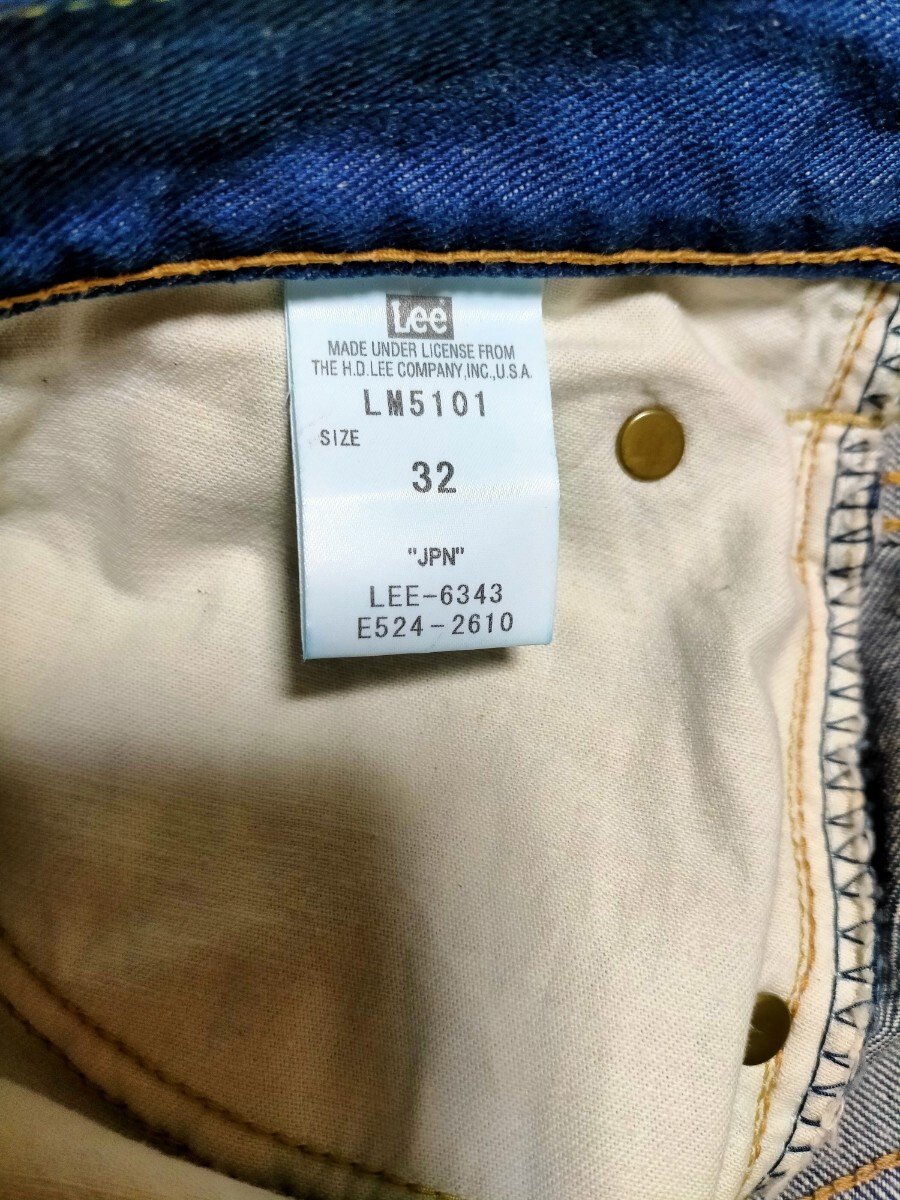 Lee
MADE UNDER LICENSE FROM
THE H.D.LEE COMPANY,INC.,U.S.A.
LM5101
SIZE
32
"JPN"
LEE-6343
E524-2610